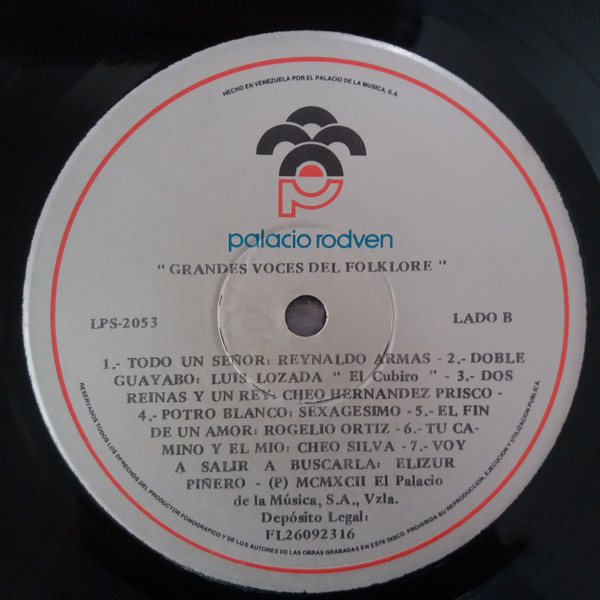 HECHO EN VENEZUELA POR EL PALACIO DE LA MUSICA, S.A.
palacio rodven
" GRANDES VOCES DEL FOLKLORE "
LPS-2053
LADO B
1.- TODO UN SEÑOR: REYNALDO ARMAS - 2.- DOBLE
GUAYABO: LUIS LOZADA " El Cubiro " - 3.- DOS
REINAS Y UN REY- CHEO HERNANDEZ PRISCO -
4.- POTRO BLANCO: SEXAGESIMO - 5.- EL FIN
DE UN AMOR: ROGELIO ORTIZ - 6.- TU CA-
MINO Y EL MIO: CHEO SILVA - 7.- VOY
A SALIR A BUSCARLA: ELIZUR
PIÑERO - (P) MCMXCII El Palacio
de la Música, S.A., Vzla.
Depósito Legal:
FL26092316
RESERVADOS TODOS LOS DERECHOS DEL PRODUCTOR FONOGRAFICO Y DE LOS AUTORES DE LAS OBRAS GRABADAS EN ESTE DISCO. PROHIBIDA SU REPRODUCCION, EJECUCION Y UTILIZACION PUBLICA.